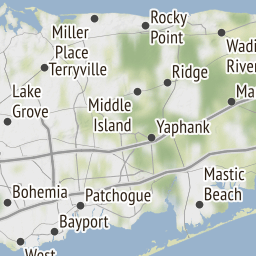 Miller
Place
Rocky
Point
Wadi
River
Terryville
Ridge
Lake
Grove
Middle
Island
Ma
Yaphank
Mastic
Beach
Bohemia
Patchogue
Bayport
West